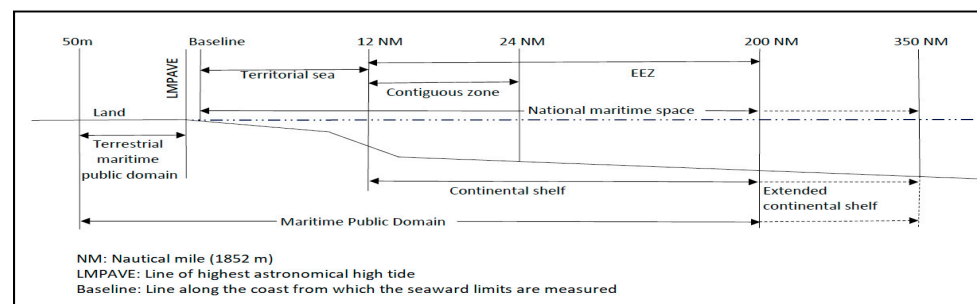 50m Baseline 12 NM 24 NM 200 NM 350 NM
LMPAVE
Territorial sea
EEZ
Contiguous zone
Land
National maritime space
Terrestrial
maritime
public domain
Continental shelf
Extended
continental shelf
Maritime Public Domain
NM: Nautical mile (1852 m)
LMPAVE: Line of highest astronomical high tide
Baseline: Line along the coast from which the seaward limits are measured